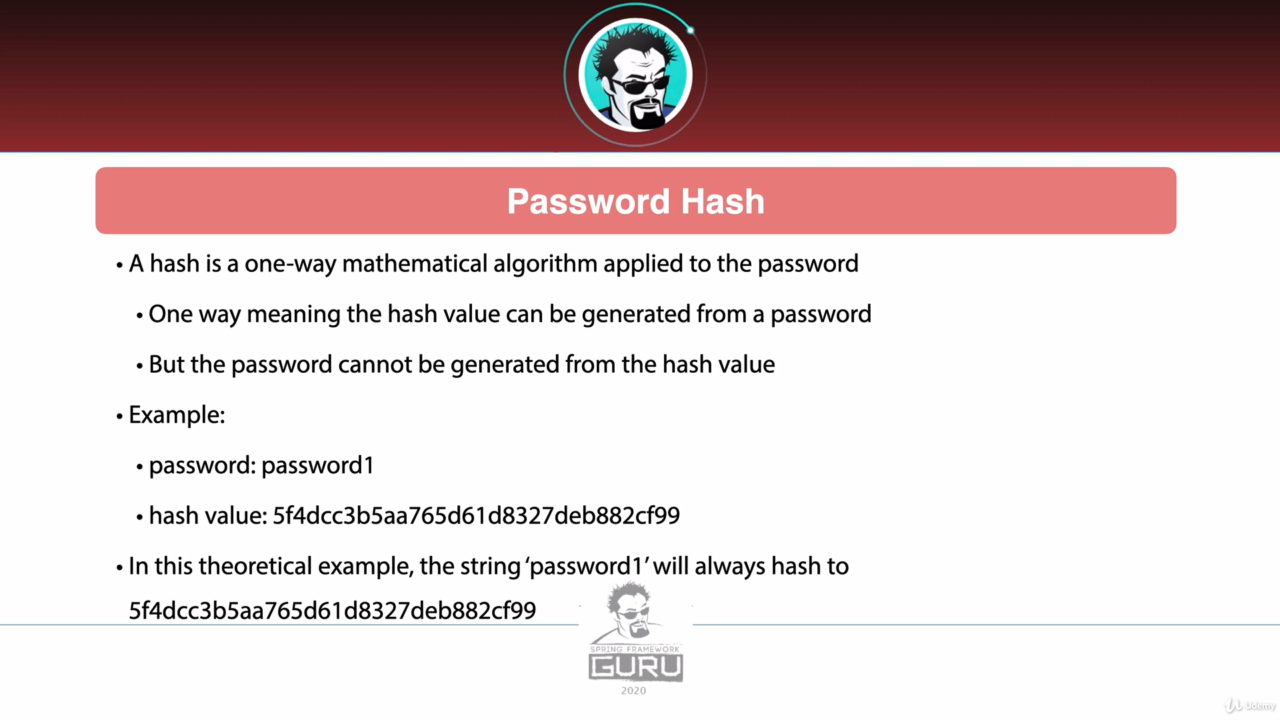 Password Hash
• A hash is a one-way mathematical algorithm applied to the password
• One way meaning the hash value can be generated from a password
• But the password cannot be generated from the hash value
• Example:
• password: password1
• hash value: 5f4dcc3b5aa765d61d8327deb882cf99
• In this theoretical example, the string ‘password1’ will always hash to
5f4dcc3b5aa765d61d8327deb882cf99
SPRING FRAMEWORK
GURU
2020
Udemy